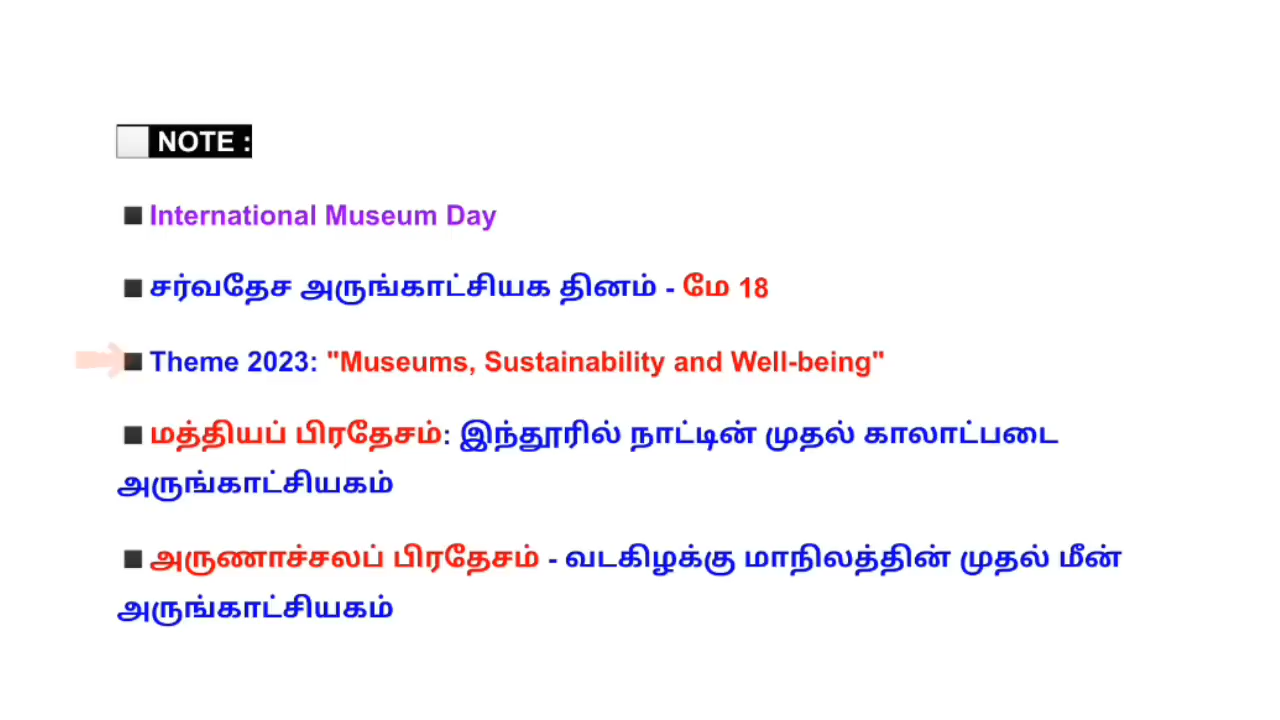 NOTE :
International Museum Day
சர்வதேச அருங்காட்சியக தினம் - மே 18
Theme 2023: "Museums, Sustainability and Well-being"
மத்தியப் பிரதேசம்: இந்தூரில் நாட்டின் முதல் காலாட்படை
அருங்காட்சியகம்
அருணாச்சலப் பிரதேசம் - வடகிழக்கு மாநிலத்தின் முதல் மீன்
அருங்காட்சியகம்